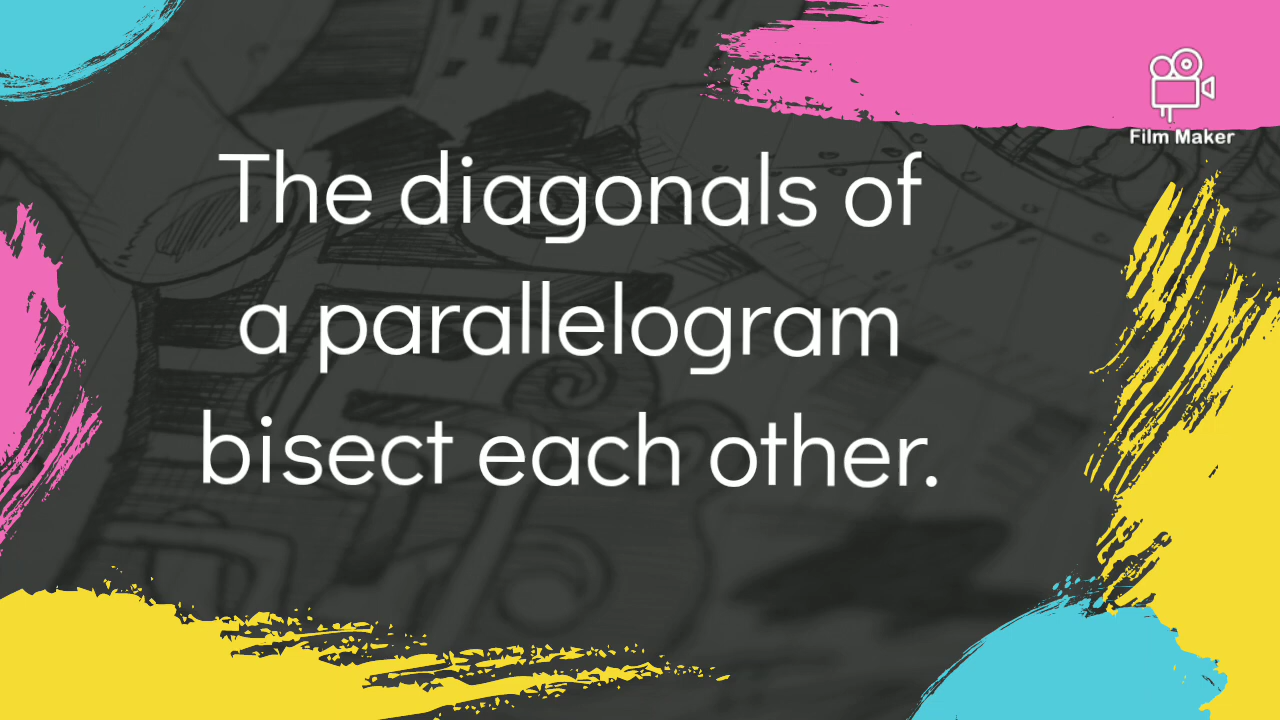 Film Maker
The diagonals of
a parallelogram
bisect each other.